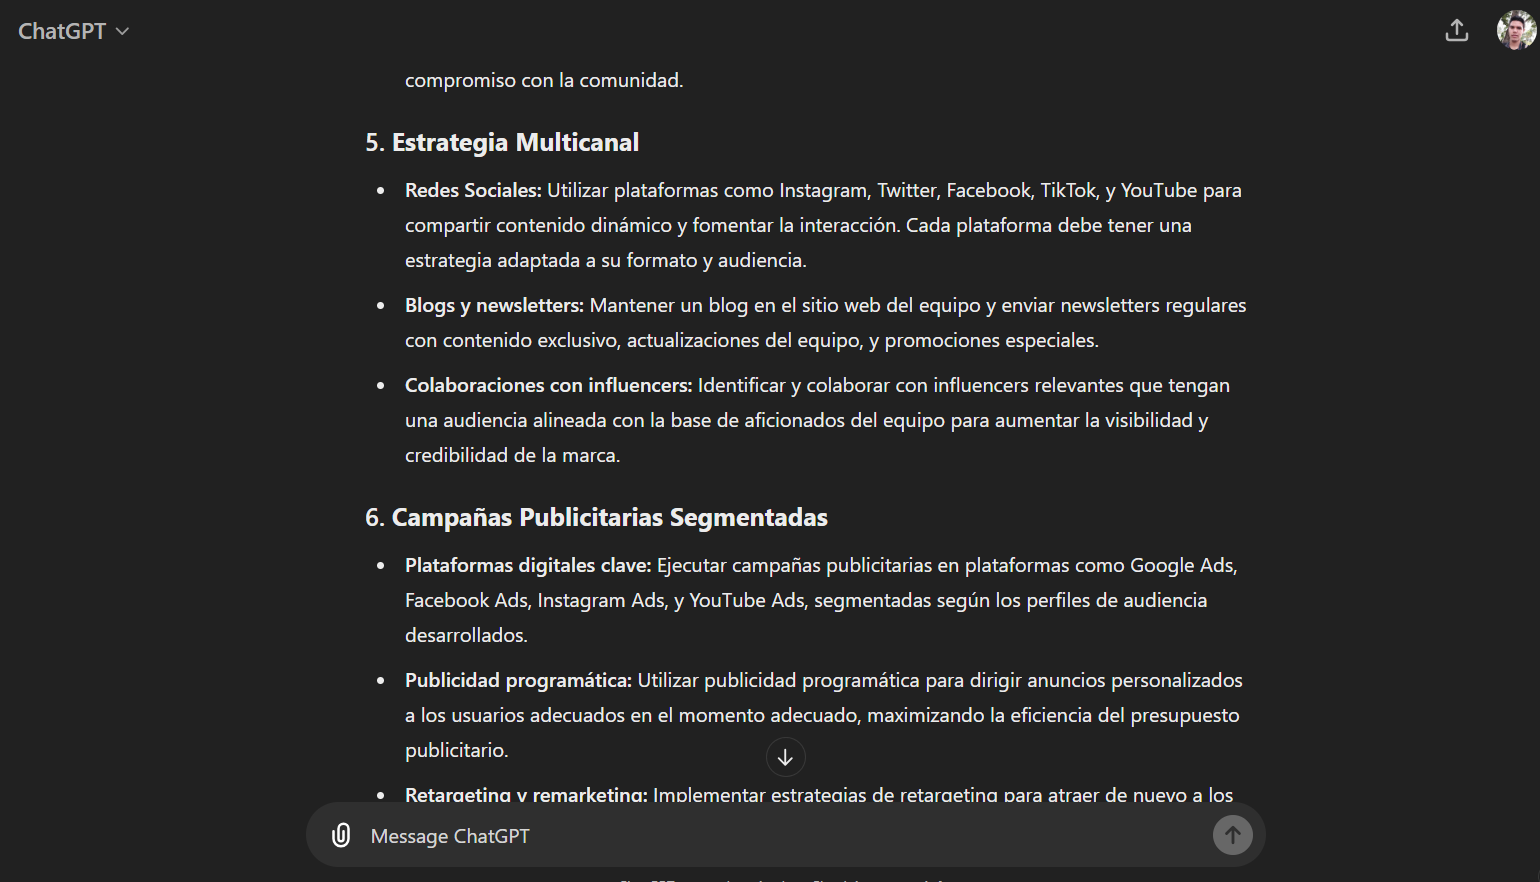 ChatGPT
compromiso con la comunidad.
5. Estrategia Multicanal
Redes Sociales: Utilizar plataformas como Instagram, Twitter, Facebook, TikTok, y YouTube para
compartir contenido dinámico y fomentar la interacción. Cada plataforma debe tener una
estrategia adaptada a su formato y audiencia.
Blogs y newsletters: Mantener un blog en el sitio web del equipo y enviar newsletters regulares
con contenido exclusivo, actualizaciones del equipo, y promociones especiales.
Colaboraciones con influencers: Identificar y colaborar con influencers relevantes que tengan
una audiencia alineada con la base de aficionados del equipo para aumentar la visibilidad y
credibilidad de la marca.
6. Campañas Publicitarias Segmentadas
Plataformas digitales clave: Ejecutar campañas publicitarias en plataformas como Google Ads,
Facebook Ads, Instagram Ads, y YouTube Ads, segmentadas según los perfiles de audiencia
desarrollados.
Publicidad programática: Utilizar publicidad programática para dirigir anuncios personalizados
a los usuarios adecuados en el momento adecuado, maximizando la eficiencia del presupuesto
publicitario.
Retargeting y remarketing: Implementar estrategias de retargeting para atraer de nuevo a los
Message ChatGPT